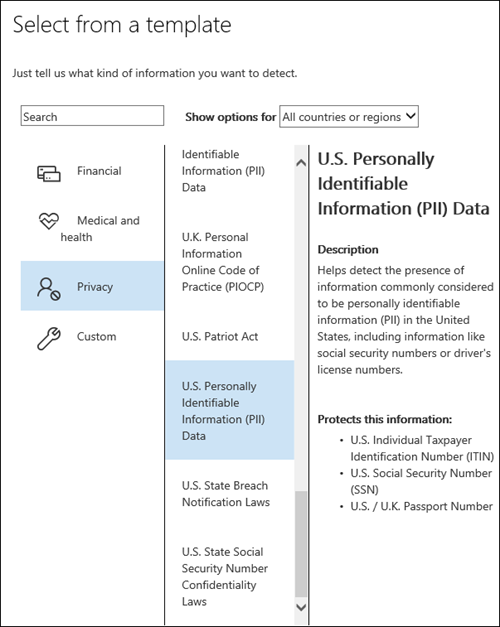 Select from a template
Just tell us what kind of information you want to detect.
Search
Show options for
All countries or regions
Financial
Medical and
health
Privacy
Custom
Identifiable
Information (PII)
Data
U.K. Personal
Information
Online Code of
Practice (PIOCP)
U.S. Patriot Act
U.S. Personally
Identifiable
Information (PII)
Data
U.S. State Breach
Notification Laws
U.S. State Social
Security Number
Confidentiality
Laws
U.S. Personally
Identifiable
Information (PII) Data
Description
Helps detect the presence of
information commonly considered
to be personally identifiable
information (PII) in the United
States, including information like
social security numbers or driver's
license numbers.
Protects this information:
• U.S. Individual Taxpayer
Identification Number (ITIN)
• U.S. Social Security Number
(SSN)
• U.S. / U.K. Passport Number